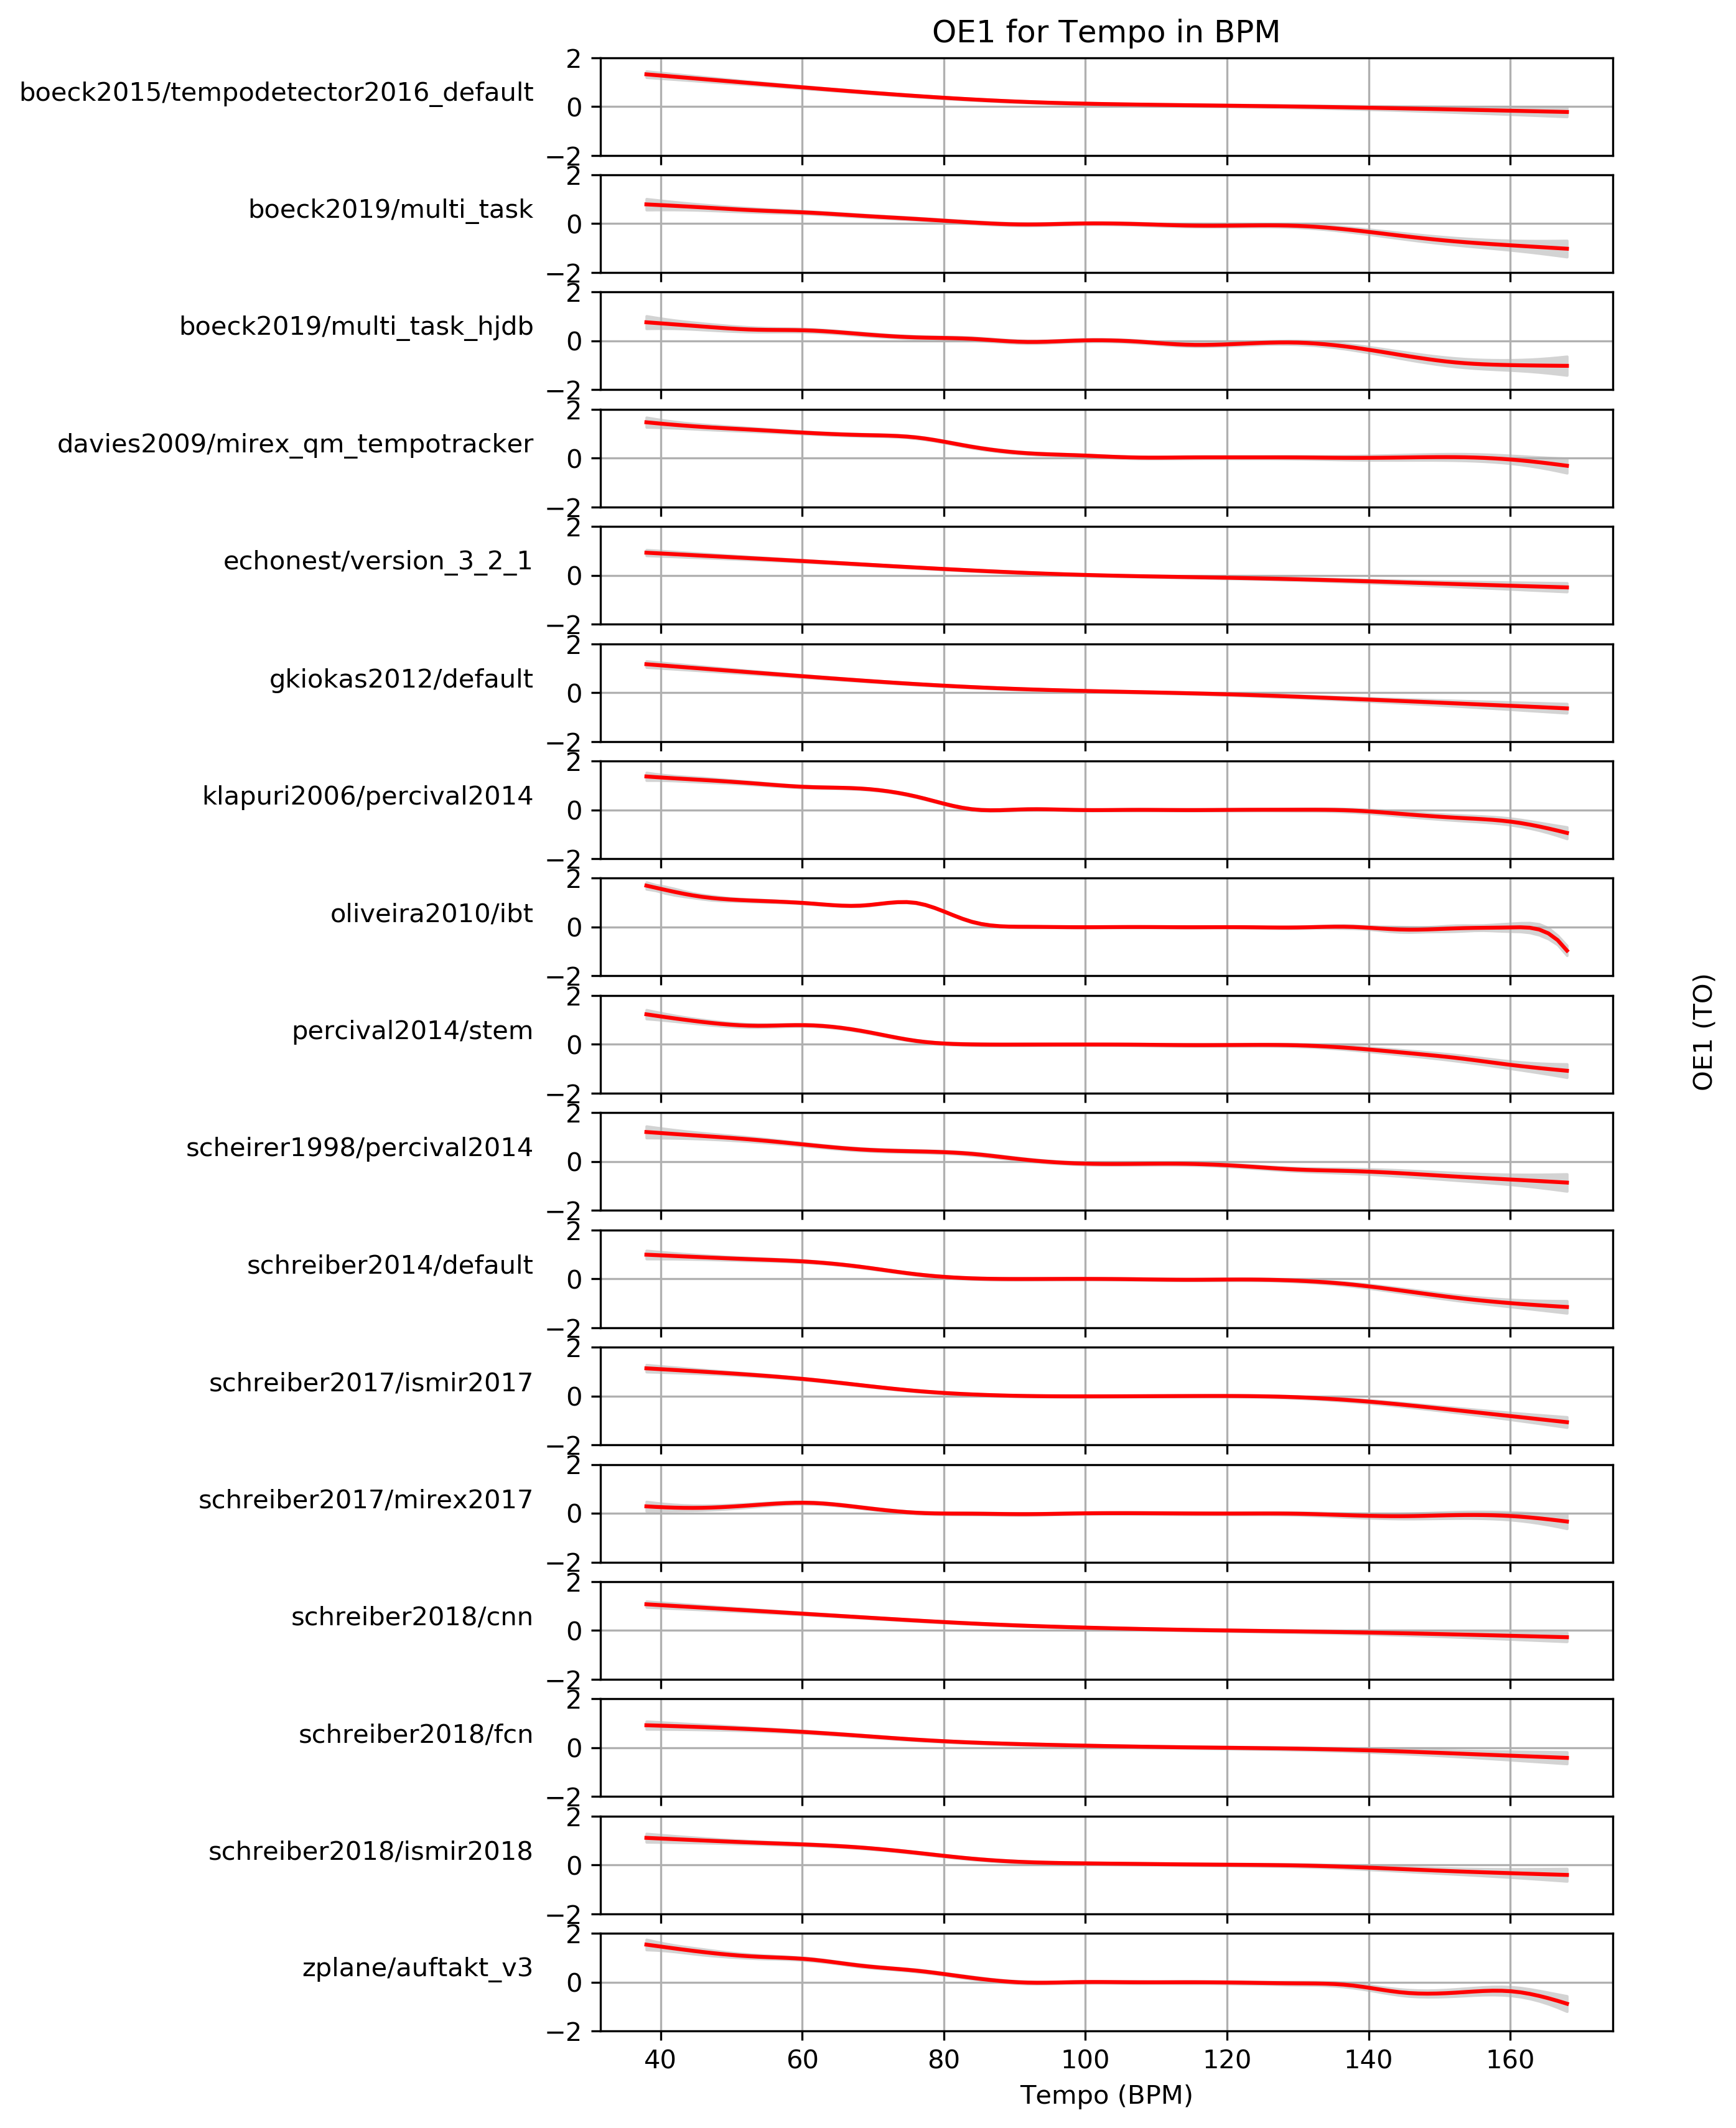 OE1 for Tempo in BPM
boeck2015/tempodetector2016_default
2
0
−2
boeck2019/multi_task
2
0
−2
boeck2019/multi_task_hjdb
2
0
−2
davies2009/mirex_qm_tempotracker
2
0
−2
echonest/version_3_2_1
2
0
−2
gkiokas2012/default
2
0
−2
klapuri2006/percival2014
2
0
−2
oliveira2010/ibt
2
0
−2
percival2014/stem
2
0
−2
scheirer1998/percival2014
2
0
−2
schreiber2014/default
2
0
−2
schreiber2017/ismir2017
2
0
−2
schreiber2017/mirex2017
2
0
−2
schreiber2018/cnn
2
0
−2
schreiber2018/fcn
2
0
−2
schreiber2018/ismir2018
2
0
−2
zplane/auftakt_v3
2
0
−2
40 60 80 100 120 140 160
Tempo (BPM)
OE1 (TO)